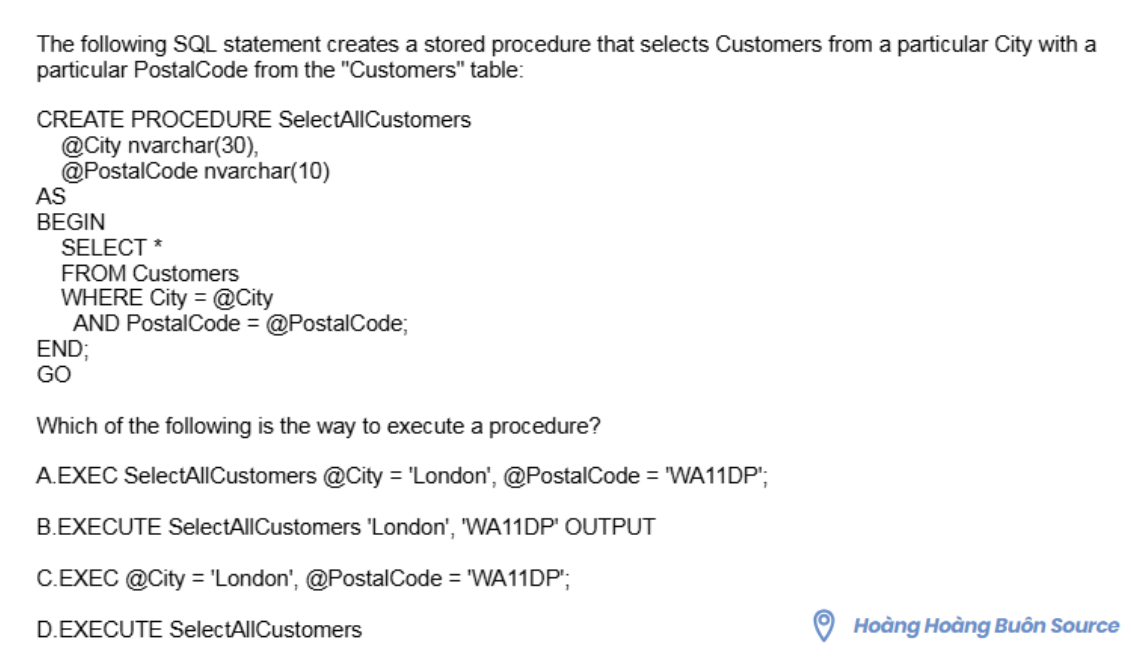 The following SQL statement creates a stored procedure that selects Customers from a particular City with a
particular PostalCode from the "Customers" table:
CREATE PROCEDURE SelectAllCustomers
@City nvarchar(30),
@PostalCode nvarchar(10)
AS
BEGIN
SELECT *
FROM Customers
WHERE City = @City
AND PostalCode = @PostalCode;
END;
GO
Which of the following is the way to execute a procedure?
A.EXEC SelectAllCustomers @City = 'London', @PostalCode = 'WA11DP';
B.EXECUTE SelectAllCustomers 'London', 'WA11DP' OUTPUT
C.EXEC @City = 'London', @PostalCode = 'WA11DP';
D.EXECUTE SelectAllCustomers
Hoàng Hoàng Buôn Source